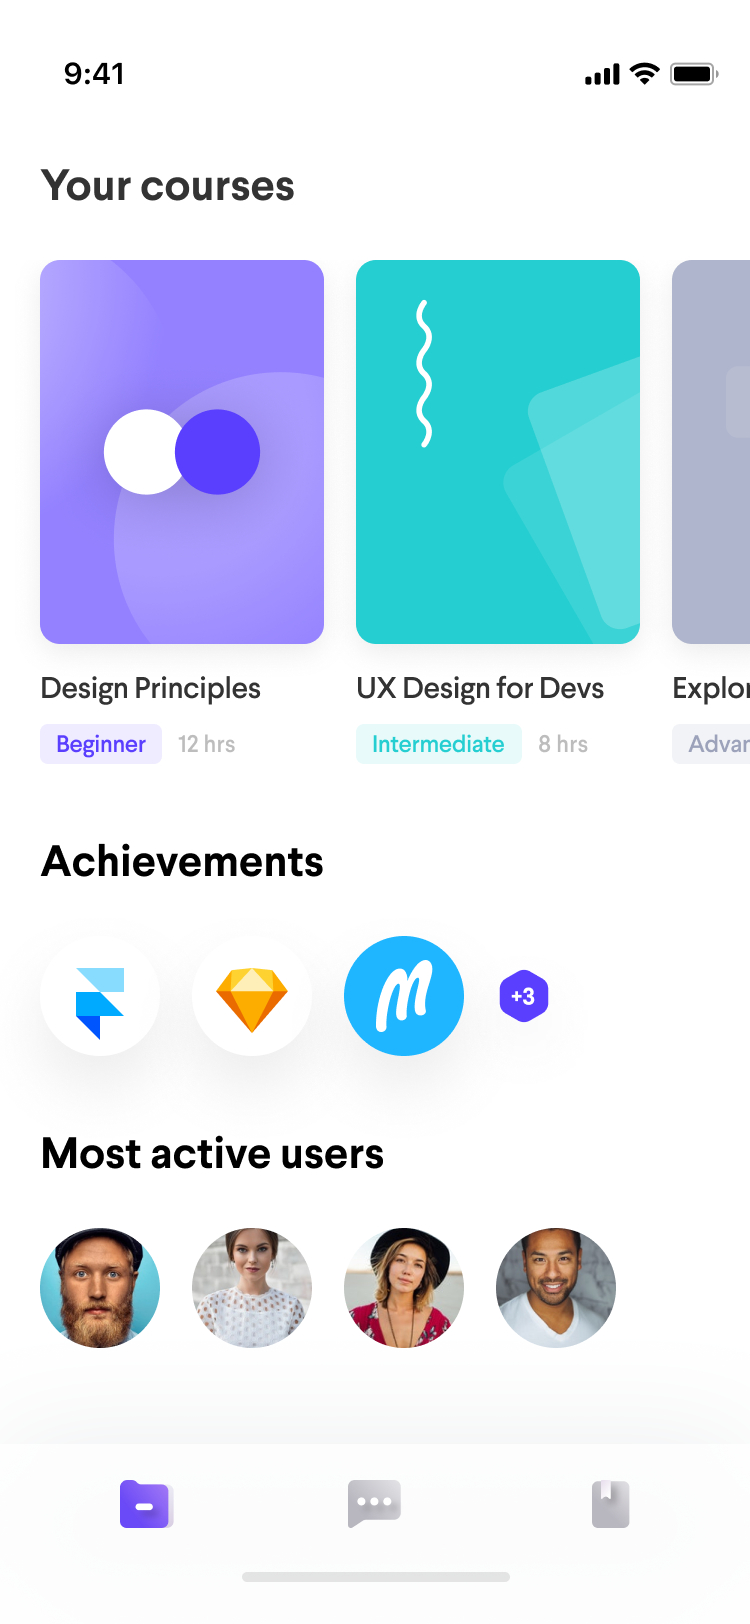 9:41
Your courses
Design Principles
UX Design for Devs
Explor
Beginner
12 hrs
Intermediate
8 hrs
Advan
Achievements
+3
Most active users